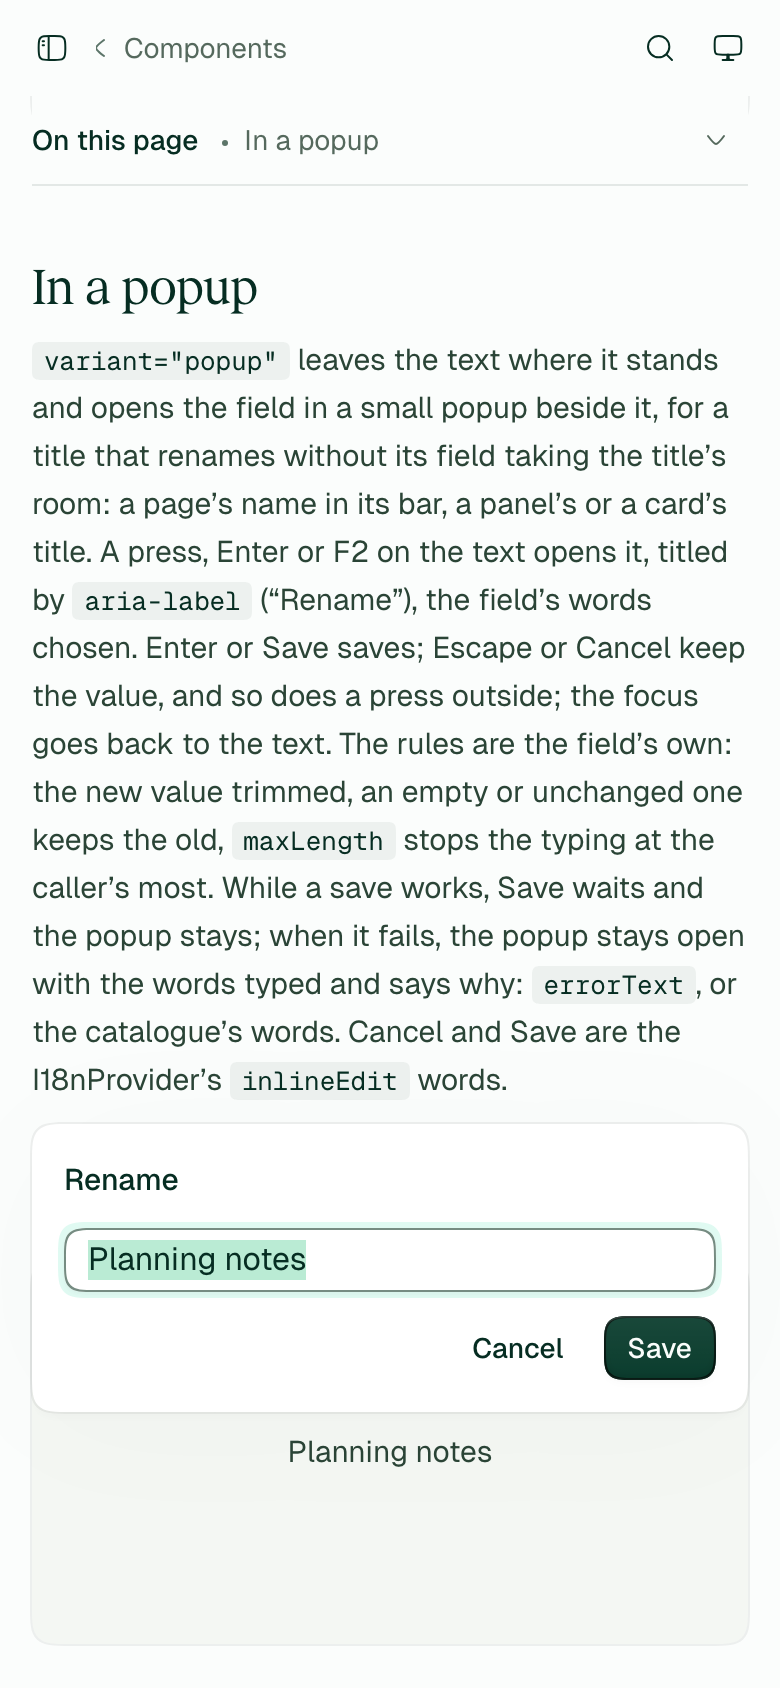 Components
On this page • In a popup
In a popup
variant="popup" leaves the text where it stands
and opens the field in a small popup beside it, for a
title that renames without its field taking the title’s
room: a page’s name in its bar, a panel’s or a card’s
title. A press, Enter or F2 on the text opens it, titled
by aria-label (“Rename”), the field’s words
chosen. Enter or Save saves; Escape or Cancel keep
the value, and so does a press outside; the focus
goes back to the text. The rules are the field’s own:
the new value trimmed, an empty or unchanged one
keeps the old, maxLength stops the typing at the
caller’s most. While a save works, Save waits and
the popup stays; when it fails, the popup stays open
with the words typed and says why: errorText, or
the catalogue’s words. Cancel and Save are the
I18nProvider’s inlineEdit words.
Rename
Planning notes
Cancel Save
Planning notes